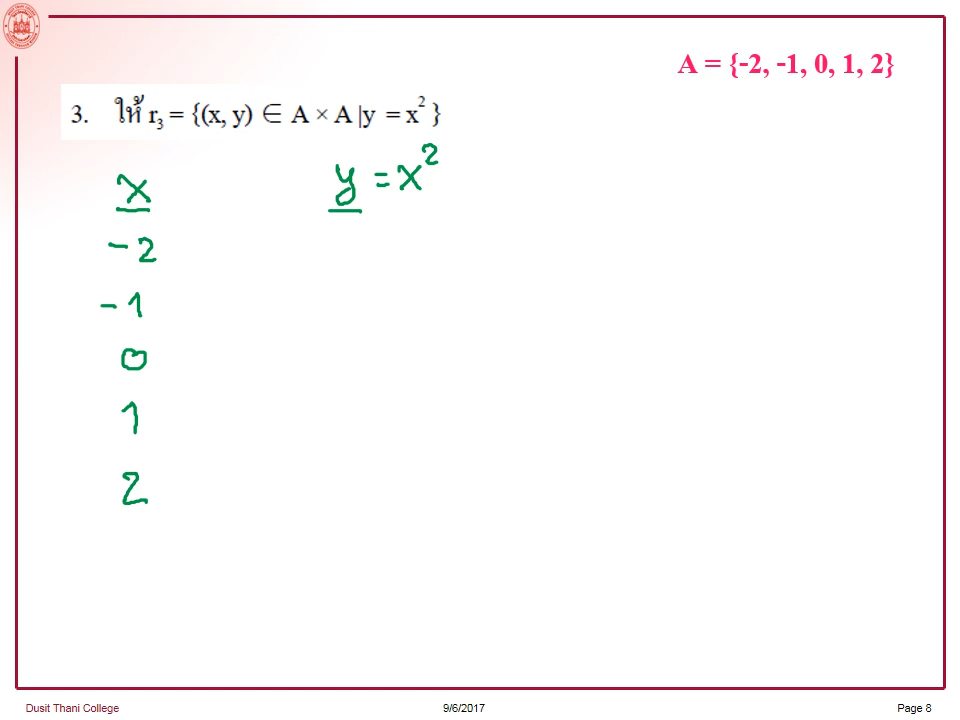 A = {-2, -1, 0, 1, 2}
3. ให้ r₃ = {(x, y) ∈ A × A |y = x² }
x y = x²
-2
-1
0
1
2
Dusit Thani College 9/6/2017 Page 8